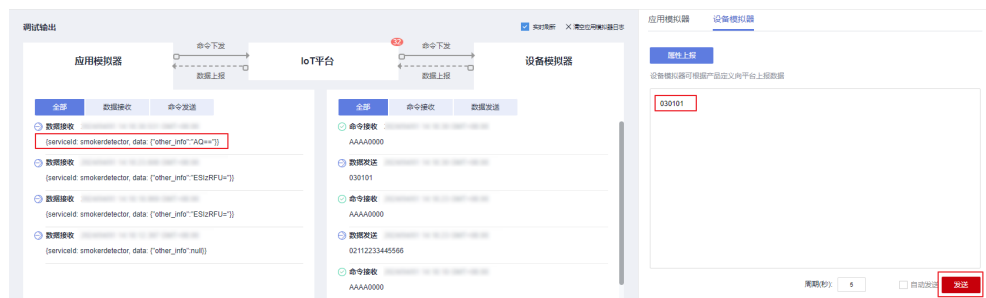 调试输出
实时刷新
×清空应用模拟器日志
应用模拟器
命令下发
数据上报
IoT平台
32
命令下发
数据上报
设备模拟器
全部
数据接收
命令发送
数据接收
{serviceId: smokerdetector, data: {"other_info":"AQ=="}}
数据接收
{serviceId: smokerdetector, data: {"other_info":"ESIzRFU="}}
数据接收
{serviceId: smokerdetector, data: {"other_info":"ESIzRFU="}}
数据接收
{serviceId: smokerdetector, data: {"other_info":null}}
全部
命令接收
数据发送
命令接收
AAAA0000
数据发送
030101
命令接收
AAAA0000
数据发送
02112233445566
命令接收
AAAA0000
应用模拟器
设备模拟器
属性上报
设备模拟器可根据产品定义向平台上报数据
030101
周期(秒):
5
自动发送
发送